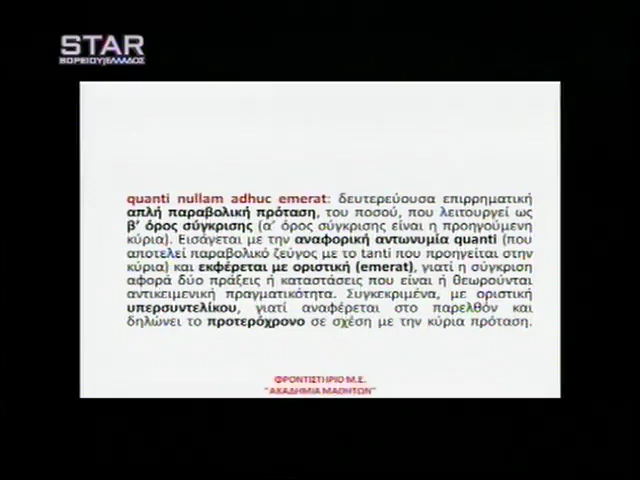 STAR
ΒΟΡΕΙΟΥ ΕΛΛΑΔΟΣ
quanti nullam adhuc emerat: δευτερεύουσα επιρρηματική
απλή παραβολική πρόταση, του ποσού, που λειτουργεί ως
β' όρος σύγκρισης (α' όρος σύγκρισης είναι η προηγούμενη
κύρια). Εισάγεται με την αναφορική αντωνυμία quanti (που
αποτελεί παραβολικό ζεύγος με το tanti που προηγείται στην
κύρια) και εκφέρεται με οριστική (emerat), γιατί η σύγκριση
αφορά δύο πράξεις ή καταστάσεις που είναι ή θεωρούνται
αντικειμενική πραγματικότητα. Συγκεκριμένα, με οριστική
υπερσυντελίκου, γιατί αναφέρεται στο παρελθόν και
δηλώνει το προτερόχρονο σε σχέση με την κύρια πρόταση.
ΦΡΟΝΤΙΣΤΗΡΙΟ Μ.Ε.
"ΑΚΑΔΗΜΙΑ ΜΑΘΗΤΩΝ"